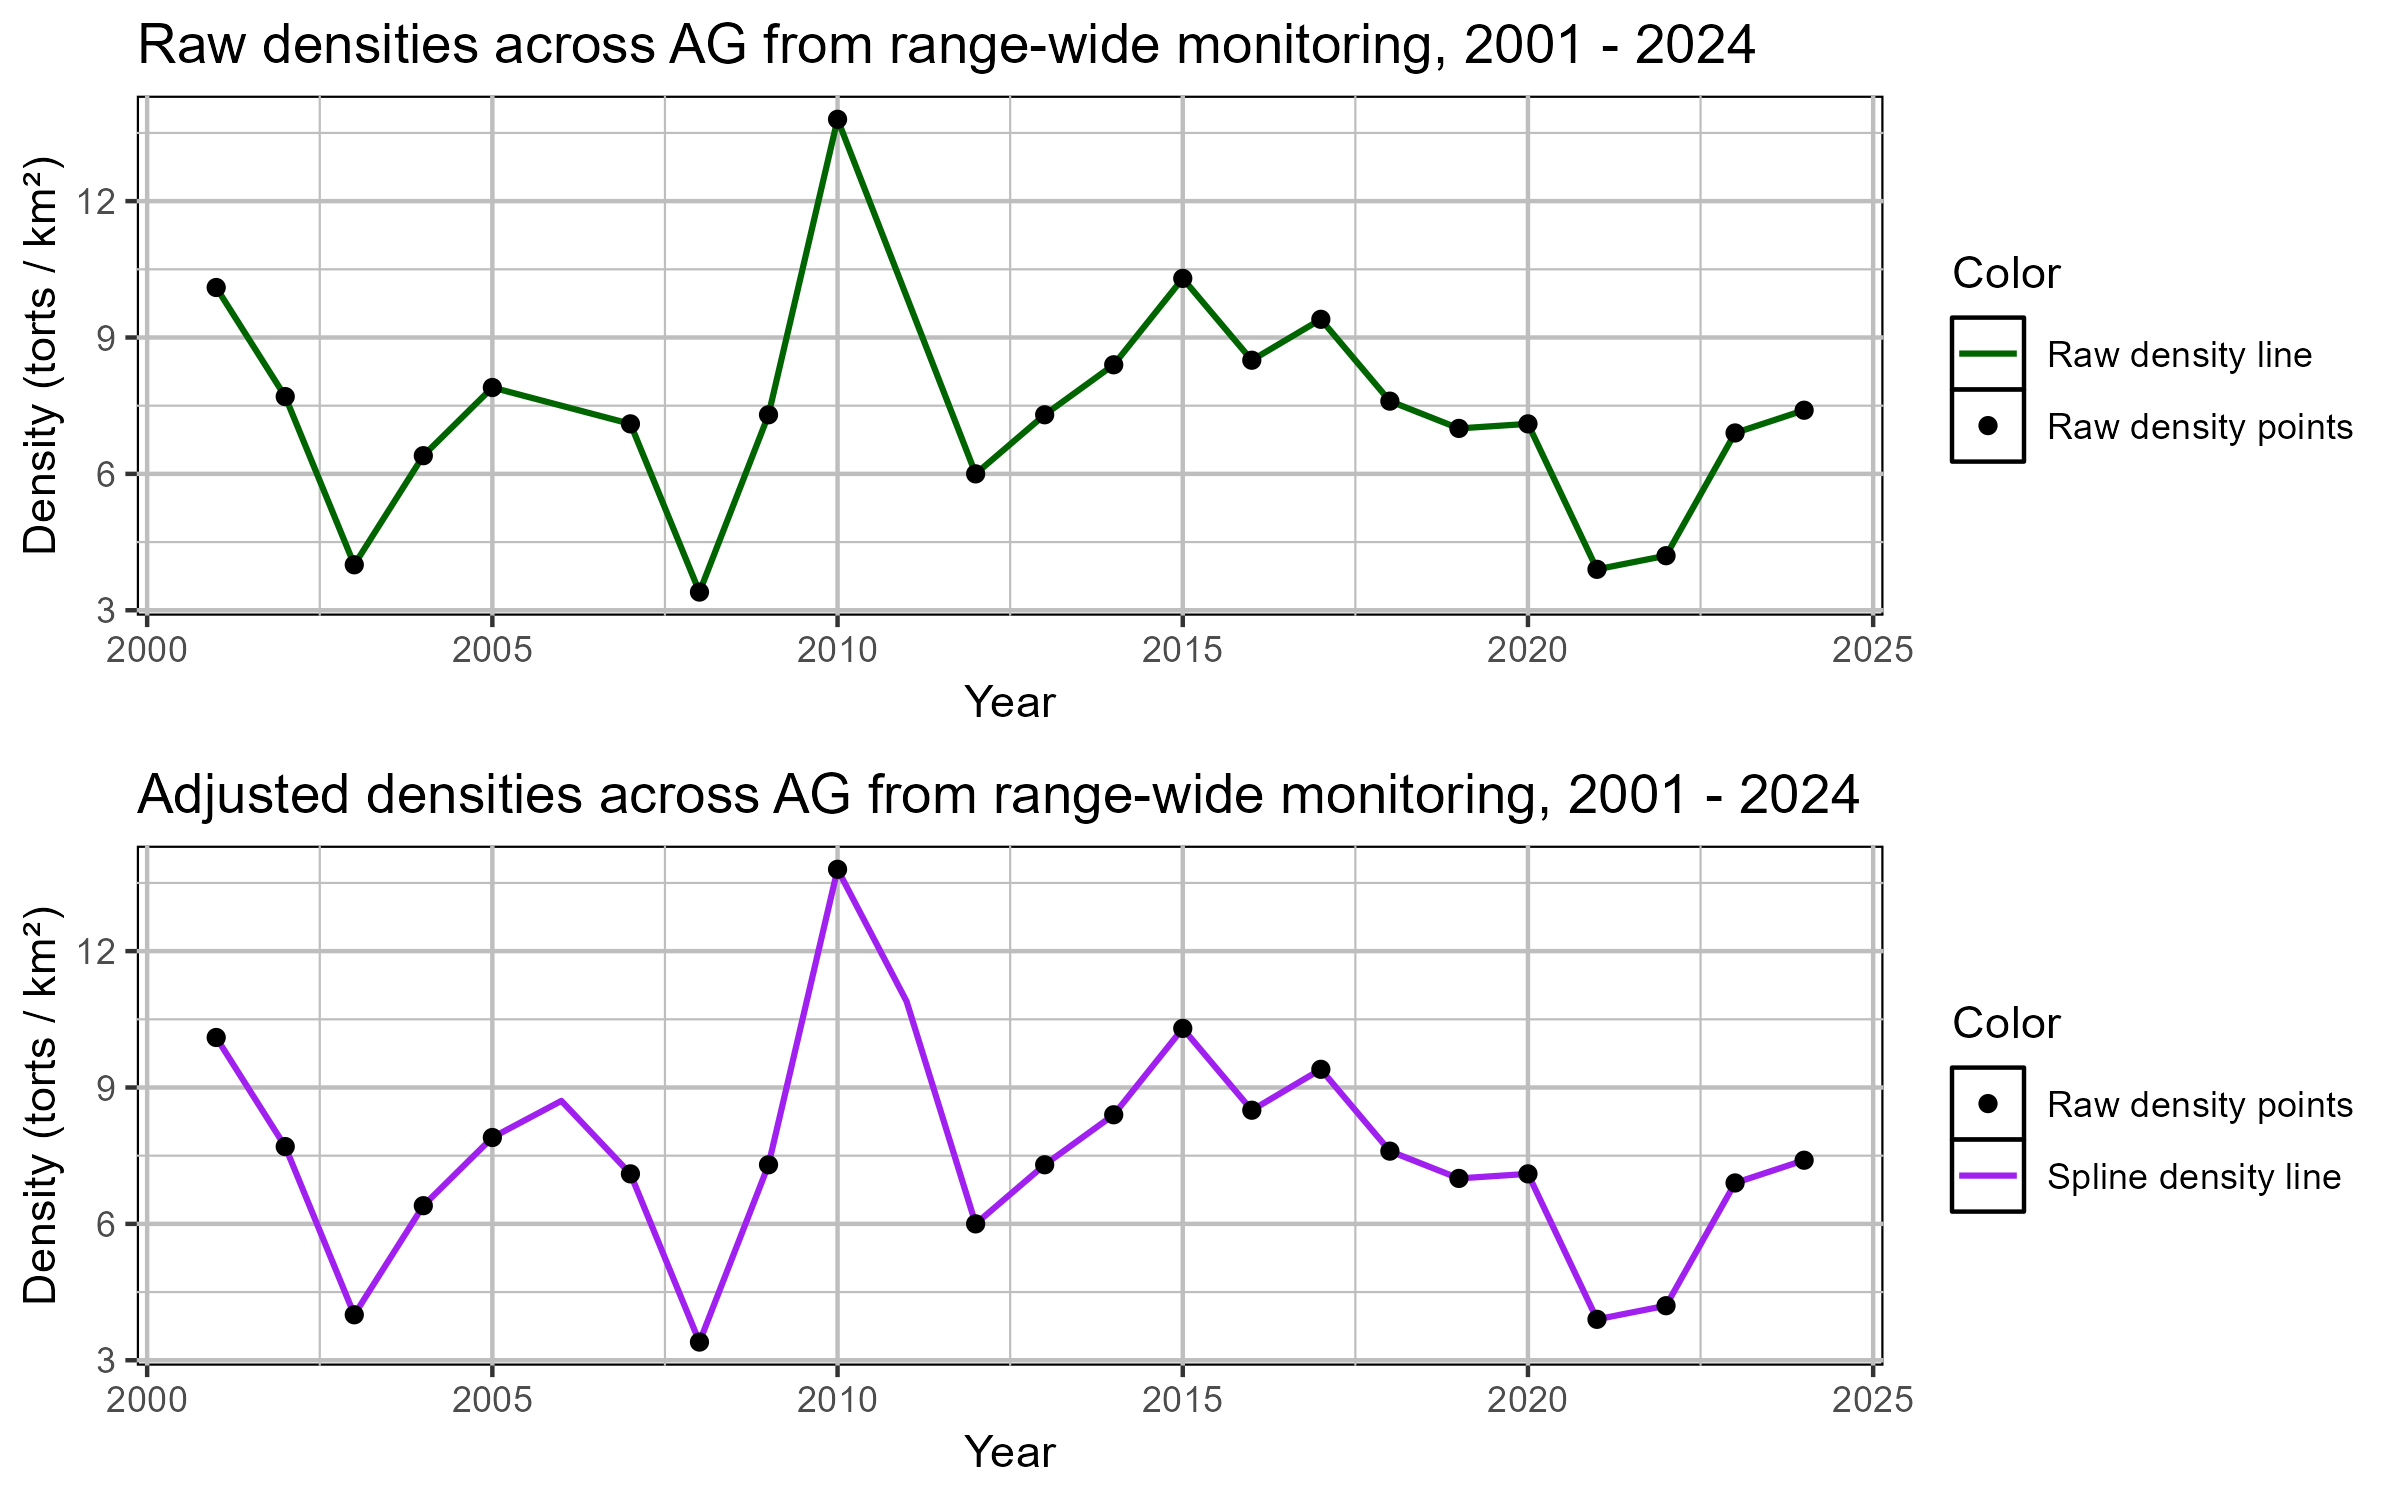 Raw densities across AG from range-wide monitoring, 2001 - 2024
Density (torts / km²)
12
9
6
3
2000 2005 2010 2015 2020 2025
Year
Color
Raw density line
Raw density points
Adjusted densities across AG from range-wide monitoring, 2001 - 2024
Density (torts / km²)
12
9
6
3
2000 2005 2010 2015 2020 2025
Year
Color
Raw density points
Spline density line